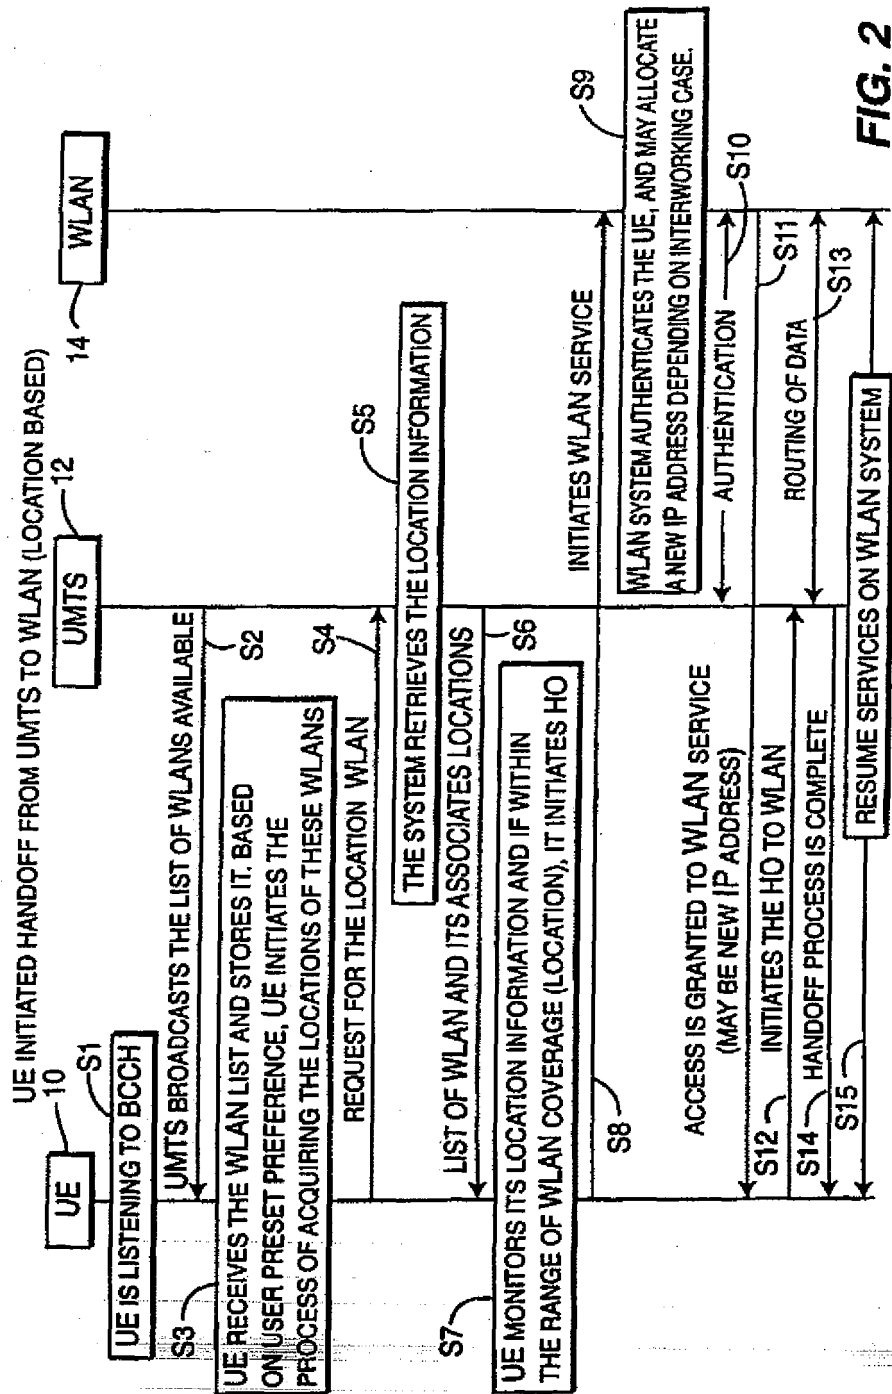 UE INITIATED HANDOFF FROM UMTS TO WLAN (LOCATION BASED)
10
12
14
UE
UMTS
WLAN
S1
UE IS LISTENING TO BCCH
UMTS BROADCASTS THE LIST OF WLANS AVAILABLE
S2
S3
UE RECEIVES THE WLAN LIST AND STORES IT. BASED
ON USER PRESET PREFERENCE, UE INITIATES THE
PROCESS OF ACQUIRING THE LOCATIONS OF THESE WLANS
REQUEST FOR THE LOCATION WLAN
S4
S5
THE SYSTEM RETRIEVES THE LOCATION INFORMATION
LIST OF WLAN AND ITS ASSOCIATES LOCATIONS
S6
S7
UE MONITORS ITS LOCATION INFORMATION AND IF WITHIN
THE RANGE OF WLAN COVERAGE (LOCATION), IT INITIATES HO
INITIATES WLAN SERVICE
S8
S9
WLAN SYSTEM AUTHENTICATES THE UE, AND MAY ALLOCATE
A NEW IP ADDRESS DEPENDING ON INTERWORKING CASE.
AUTHENTICATION
S10
ACCESS IS GRANTED TO WLAN SERVICE
(MAY BE NEW IP ADDRESS)
S11
S12
INITIATES THE HO TO WLAN
ROUTING OF DATA
S13
S14
HANDOFF PROCESS IS COMPLETE
S15
RESUME SERVICES ON WLAN SYSTEM
FIG. 2